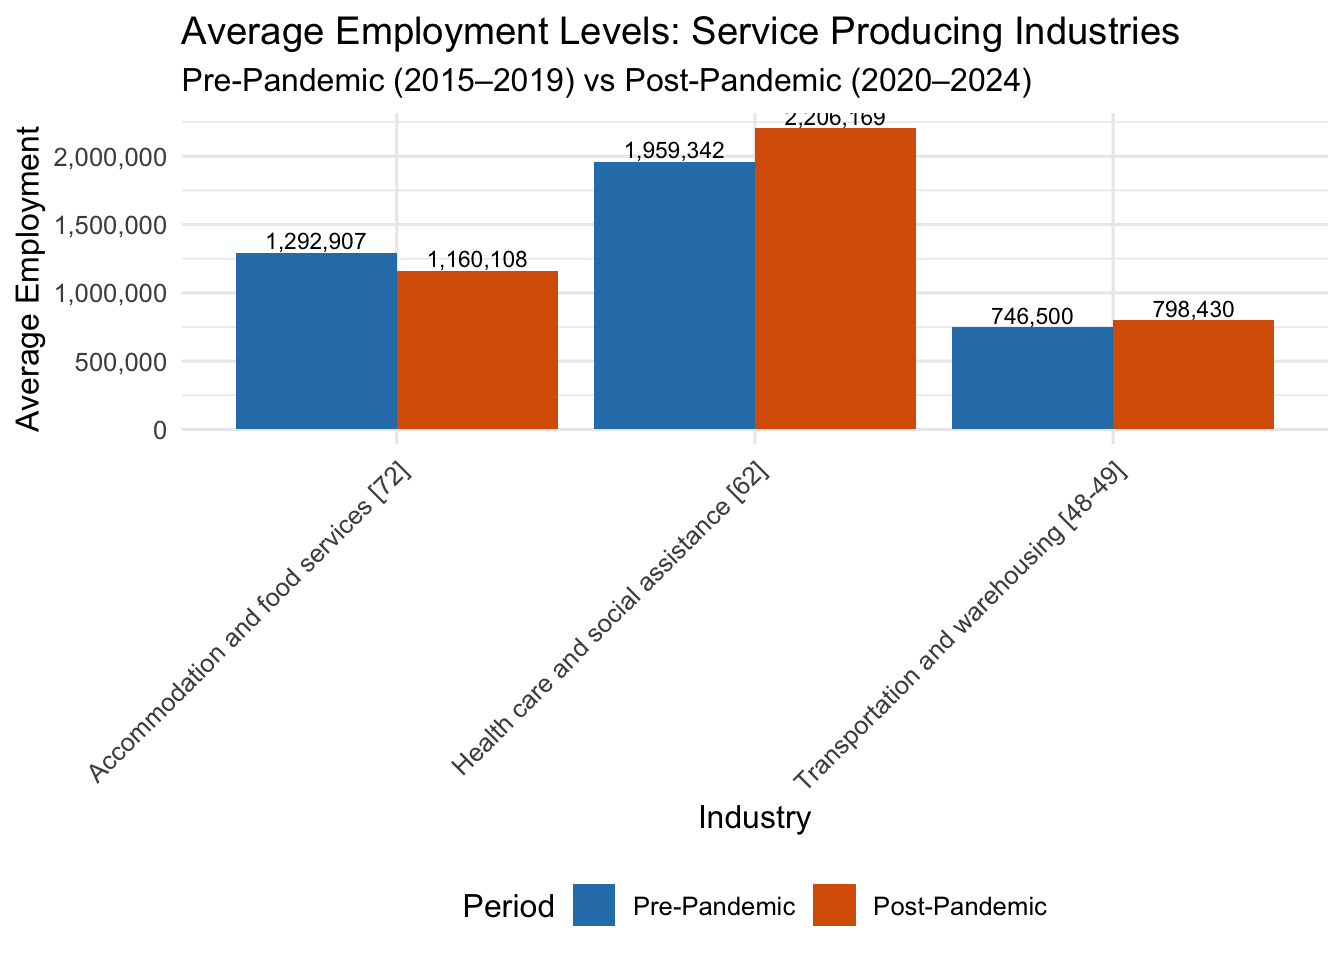 Average Employment Levels: Service Producing Industries
Pre-Pandemic (2015–2019) vs Post-Pandemic (2020–2024)
Average Employment
2,000,000
1,500,000
1,000,000
500,000
0
1,292,907
1,160,108
1,959,342
2,206,169
746,500
798,430
Accommodation and food services [72]
Health care and social assistance [62]
Transportation and warehousing [48-49]
Industry
Period
Pre-Pandemic
Post-Pandemic